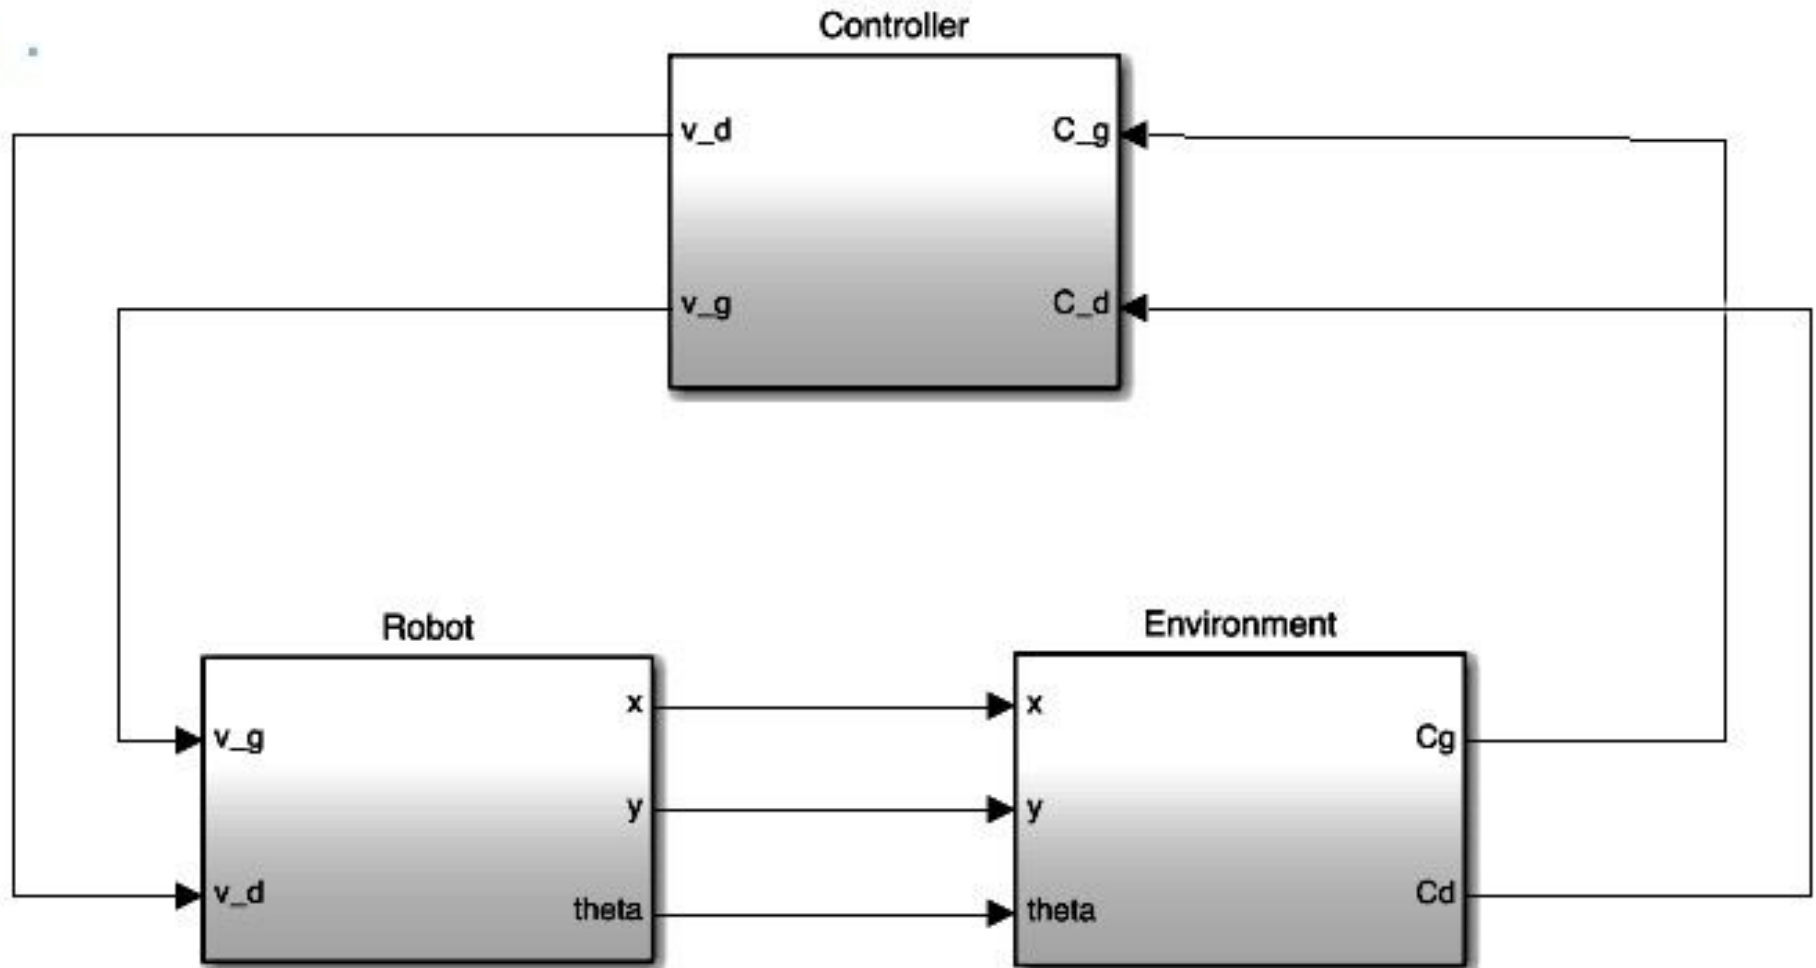 Controller
v_d
C_g
v_g
C_d
Robot
Environment
v_g
x
y
v_d
theta
x
y
theta
Cg
Cd